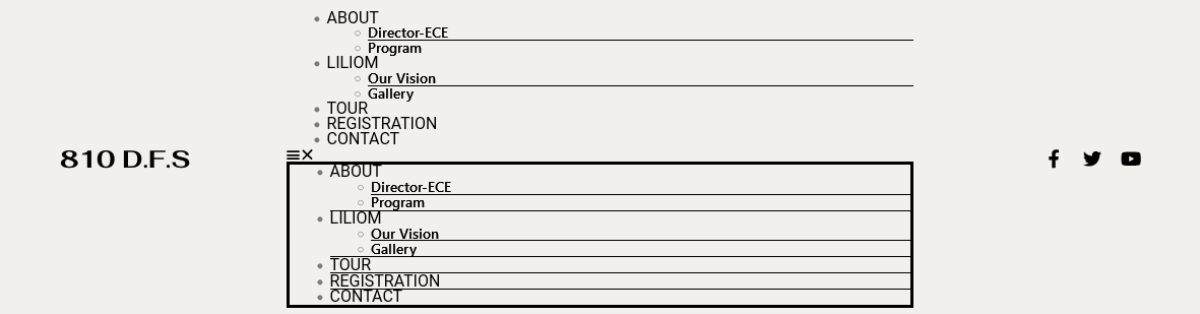 ABOUT
Director-ECE
Program
LILIOM
Our Vision
Gallery
TOUR
REGISTRATION
CONTACT
810 D.F.S
ABOUT
Director-ECE
Program
LILIOM
Our Vision
Gallery
TOUR
REGISTRATION
CONTACT